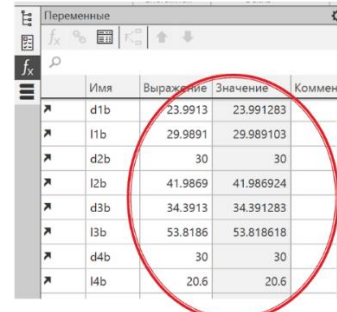 Переменные
fx
fx
Имя Выражение Значение Коммен
d1b 23.9913 23.991283
l1b 29.9891 29.989103
d2b 30 30
l2b 41.9869 41.986924
d3b 34.3913 34.391283
l3b 53.8186 53.818618
d4b 30 30
l4b 20.6 20.6